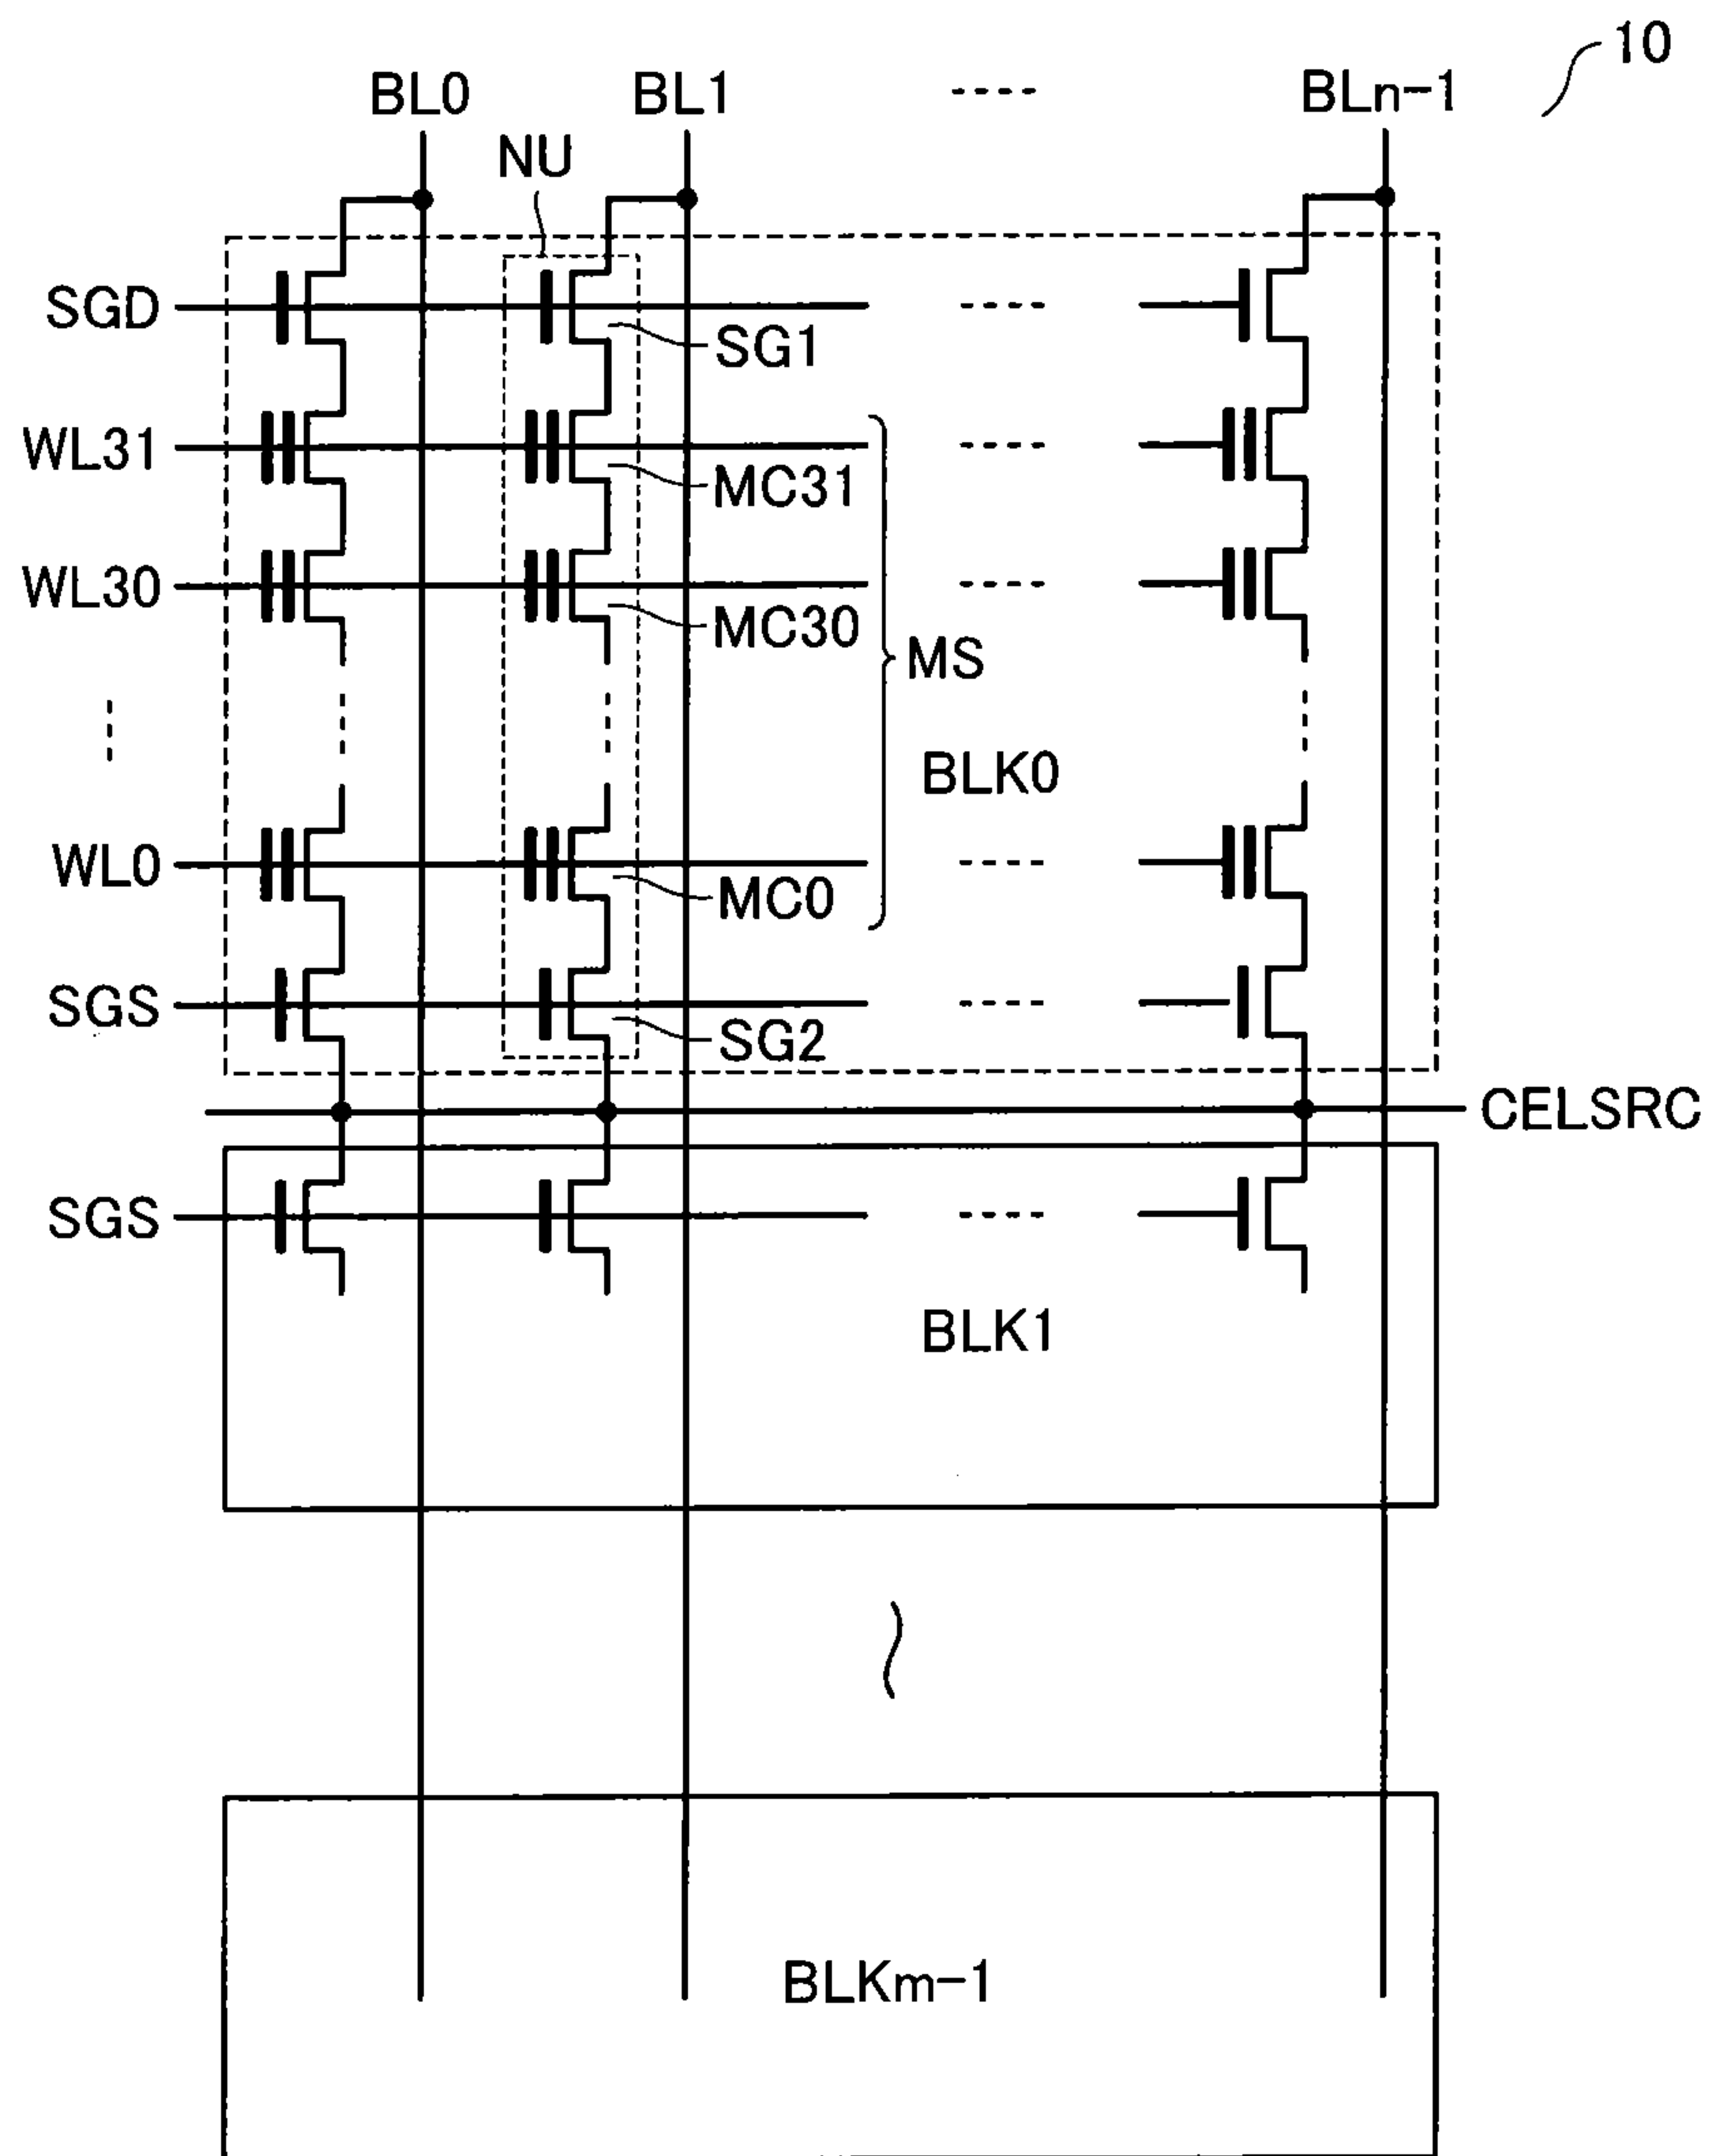 10
BL0 BL1 BLn-1
NU
SGD
SG1
WL31
MC31
WL30
MC30
MS
BLK0
WL0
MC0
SGS
SG2
CELSRC
SGS
BLK1
BLKm-1